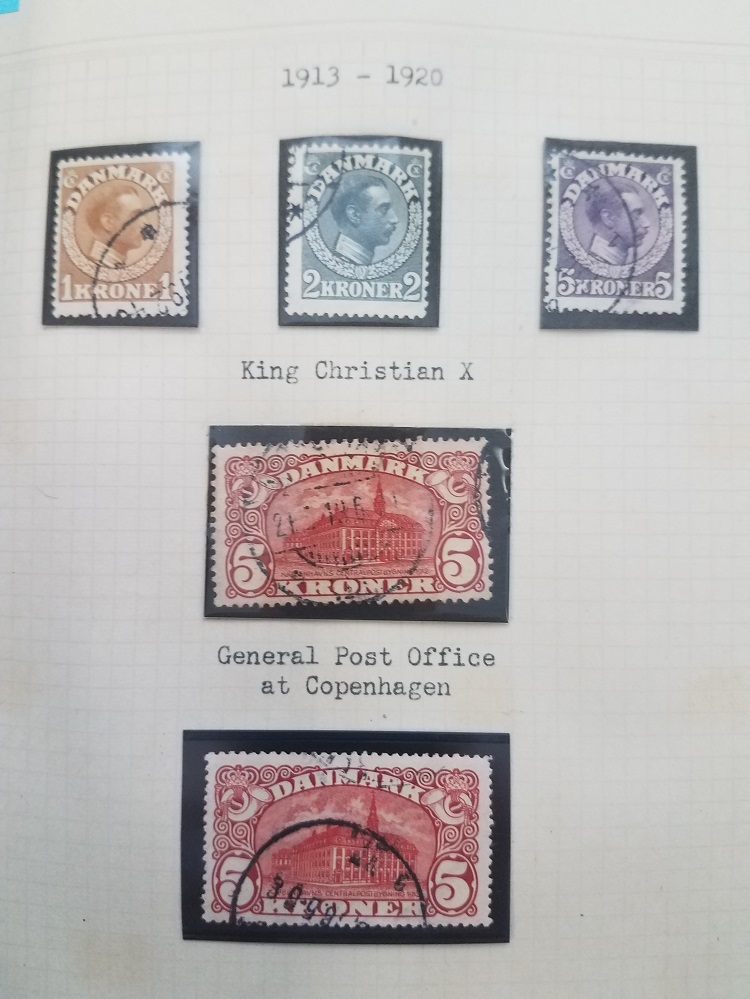 1913 - 1920
DANMARK
1 KRONE 1
DANMARK
2 KRONER 2
DANMARK
5 KRONER 5
King Christian X
DANMARK
5 5
KRONER
General Post Office
at Copenhagen
DANMARK
5 5
KRONER